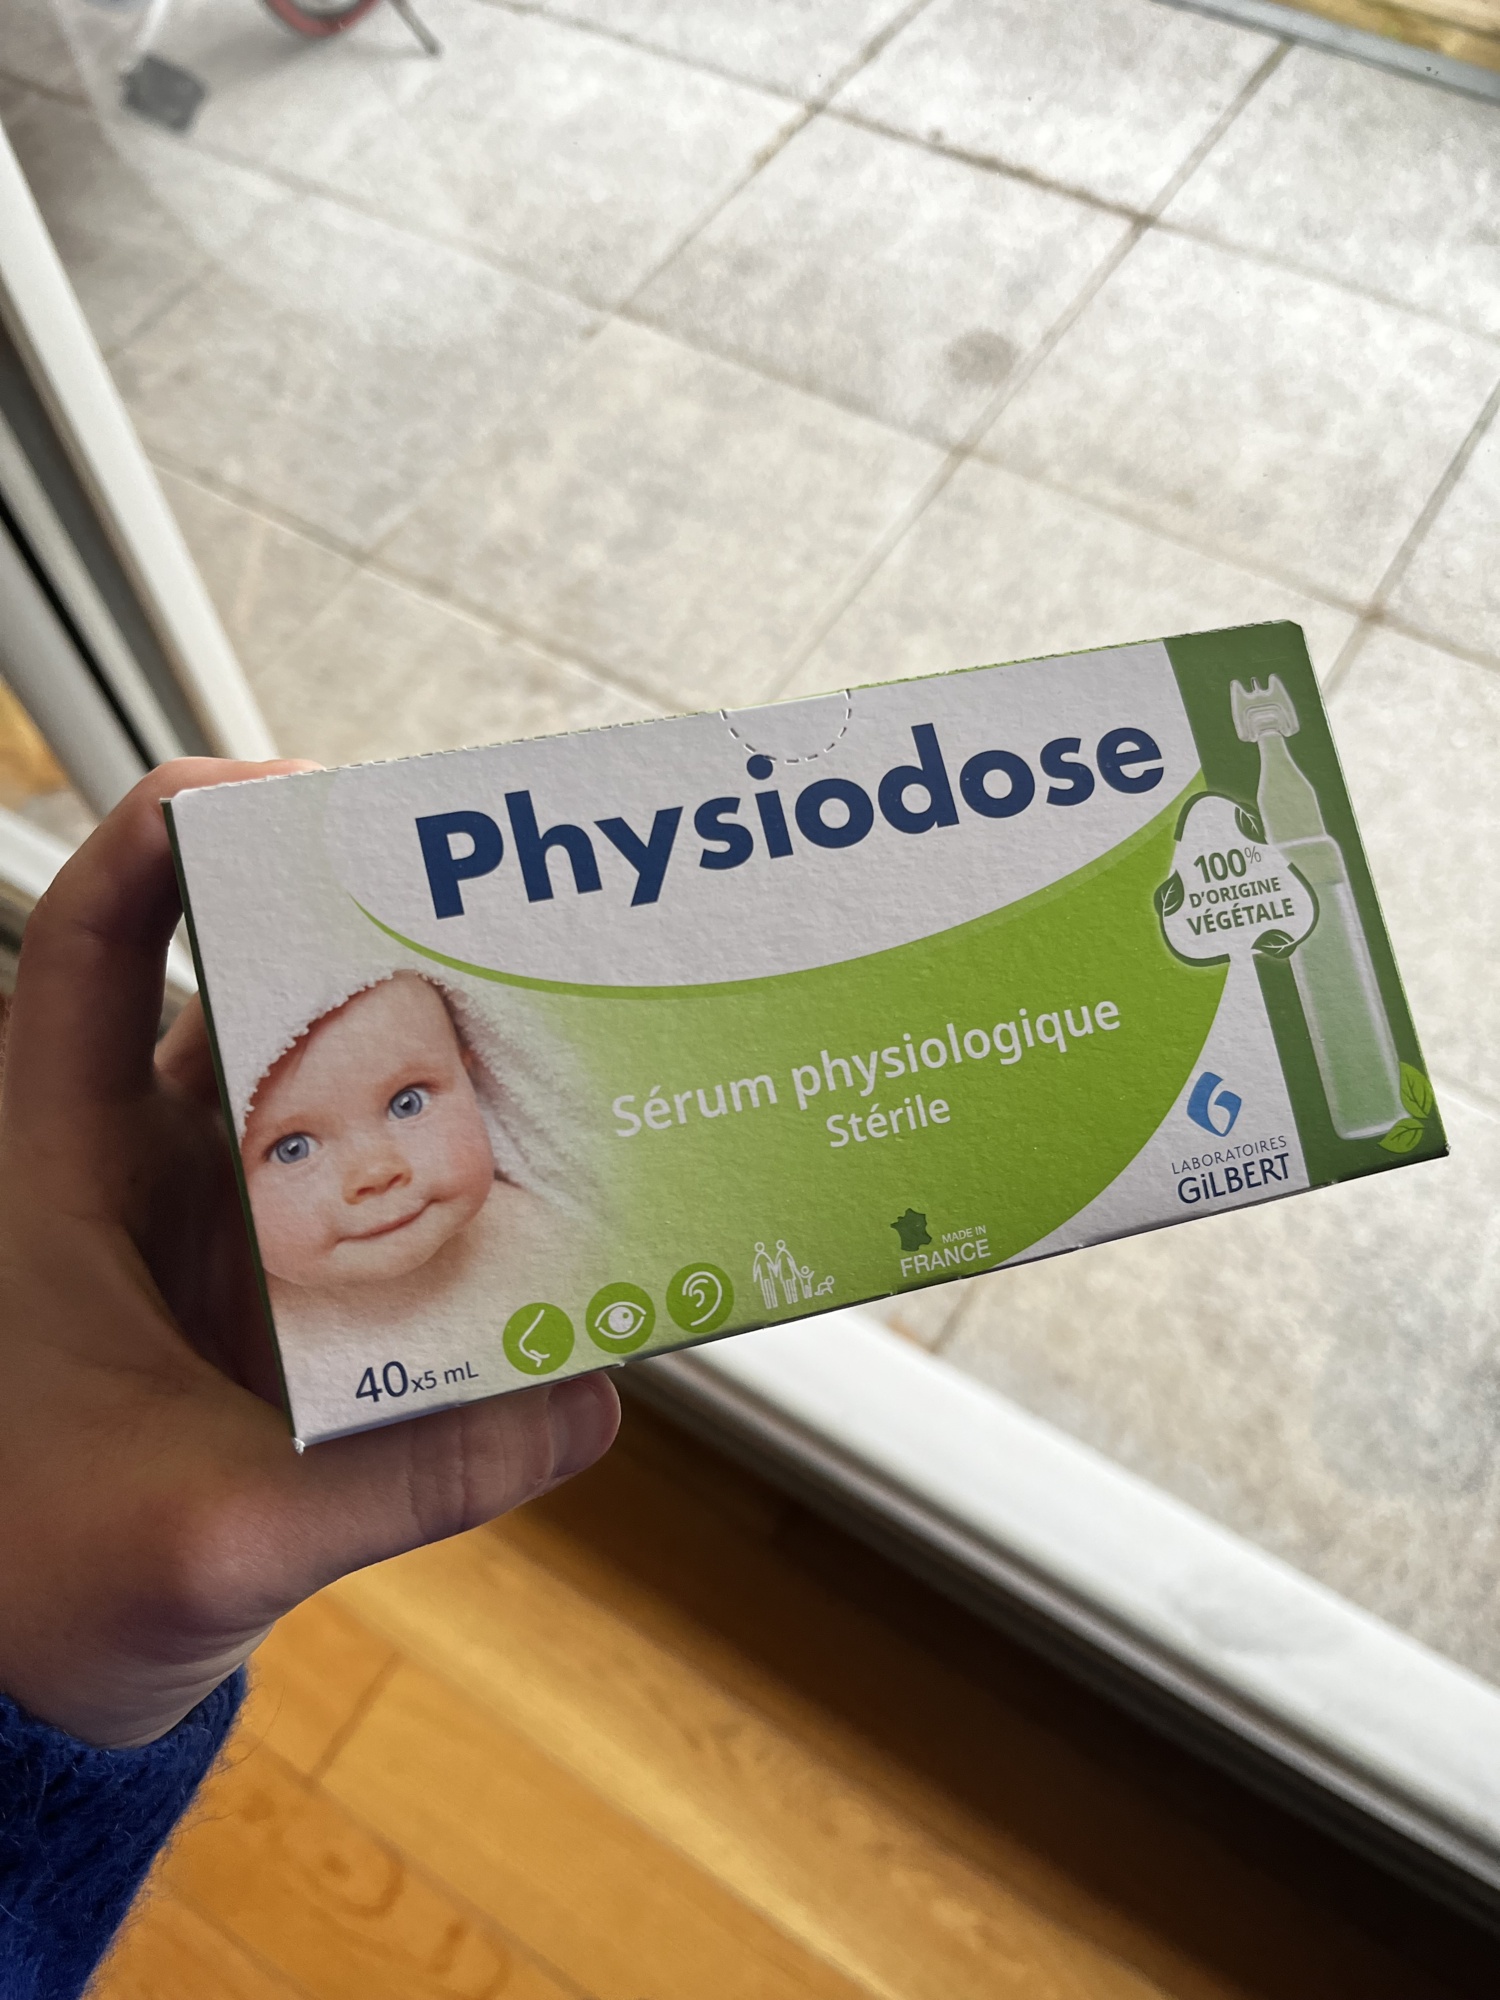 Physiodose
100%
D'ORIGINE
VÉGÉTALE
Sérum physiologique
Stérile
LABORATOIRES
GiLBERT
MADE IN
FRANCE
40x5 mL